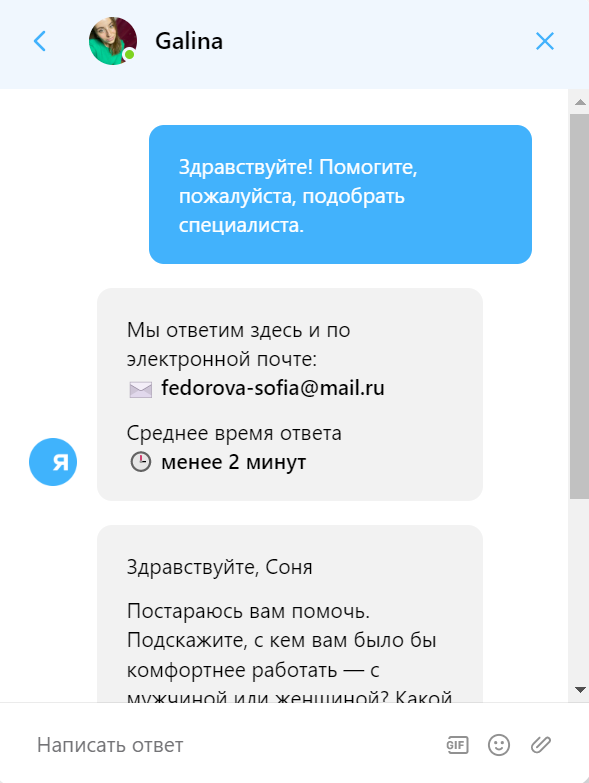 Galina
Здравствуйте! Помогите,
пожалуйста, подобрать
специалиста.
Мы ответим здесь и по
электронной почте:
fedorova-sofia@mail.ru
Среднее время ответа
менее 2 минут
Я
Здравствуйте, Соня
Постараюсь вам помочь.
Подскажите, с кем вам было бы
комфортнее работать — с
мужчиной или женщиной? Какой
Написать ответ
GIF